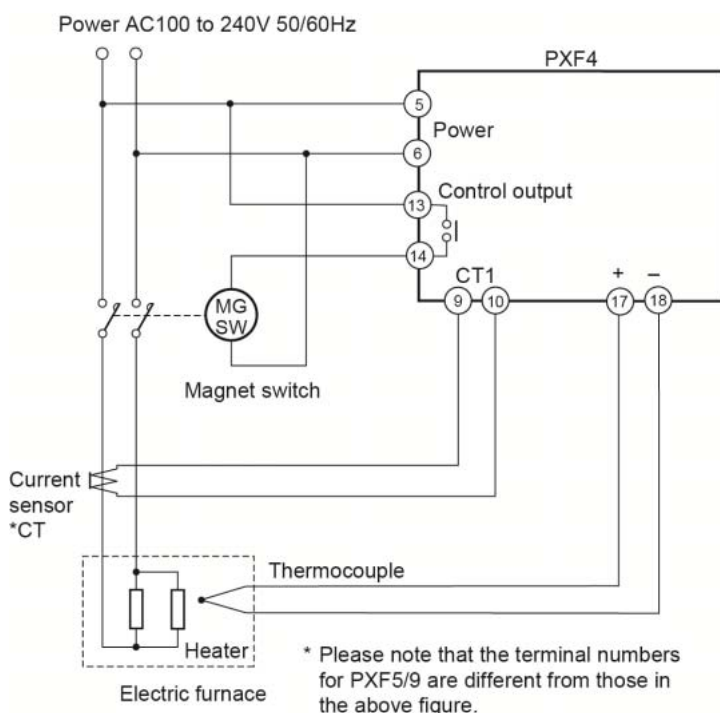 Power AC100 to 240V 50/60Hz
PXF4
5
Power
6
Control output
13
14
CT1
9
10
+
−
17
18
MG
SW
Magnet switch
Current
sensor
*CT
Thermocouple
Heater
Electric furnace
* Please note that the terminal numbers
for PXF5/9 are different from those in
the above figure.